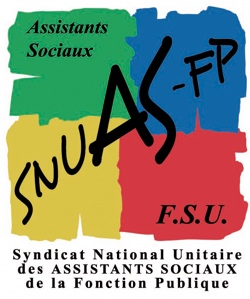 Assistants
Sociaux
SNUAS-FP
F.S.U.
Syndicat National Unitaire
des ASSISTANTS SOCIAUX
de la Fonction Publique